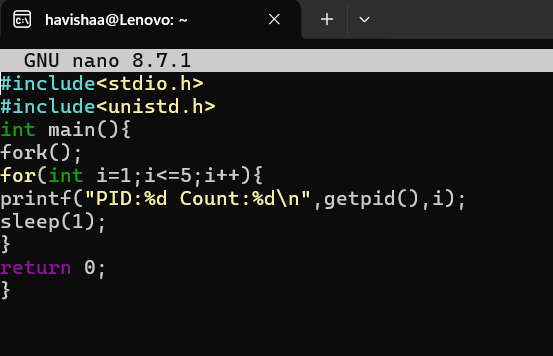 havishaa@Lenovo: ~
GNU nano 8.7.1
#include<stdio.h>
#include<unistd.h>
int main(){
fork();
for(int i=1;i<=5;i++){
printf("PID:%d Count:%d\n",getpid(),i);
sleep(1);
}
return 0;
}